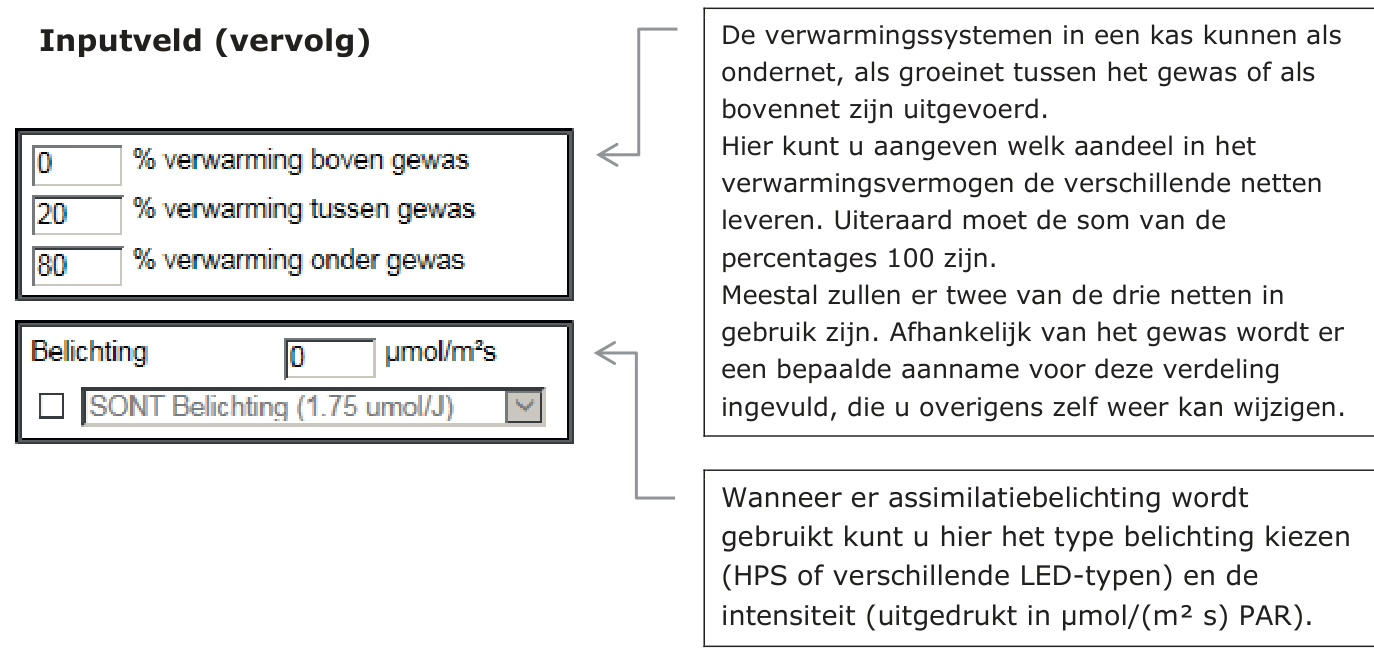 Inputveld (vervolg)
0 % verwarming boven gewas
20 % verwarming tussen gewas
80 % verwarming onder gewas
Belichting 0 µmol/m²s
SONT Belichting (1.75 umol/J)
De verwarmingssystemen in een kas kunnen als
ondernet, als groeinet tussen het gewas of als
bovennet zijn uitgevoerd.
Hier kunt u aangeven welk aandeel in het
verwarmingsvermogen de verschillende netten
leveren. Uiteraard moet de som van de
percentages 100 zijn.
Meestal zullen er twee van de drie netten in
gebruik zijn. Afhankelijk van het gewas wordt er
een bepaalde aanname voor deze verdeling
ingevuld, die u overigens zelf weer kan wijzigen.
Wanneer er assimilatiebelichting wordt
gebruikt kunt u hier het type belichting kiezen
(HPS of verschillende LED-typen) en de
intensiteit (uitgedrukt in µmol/(m² s) PAR).